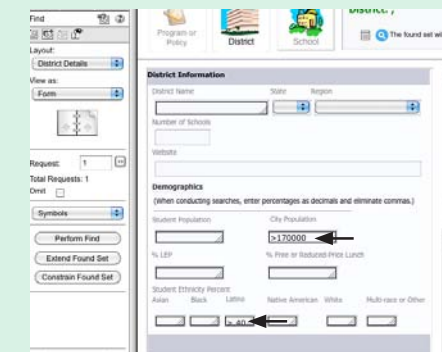 Find
Layout:
District Details
View as:
Form
Request: 1
Total Requests: 1
Omit
Symbols
Perform Find
Extend Found Set
Constrain Found Set
Program or
Policy
District
School
District. /
The found set wi
District Information
District Name State Region
Number of Schools
Website
Demographics
(When conducting searches, enter percentages as decimals and eliminate commas.)
Student Population City Population
>170000
% LEP % Free or Reduced-Price Lunch
Student Ethnicity Percent
Asian Black Latino Native American White Multi-race or Other
>.40